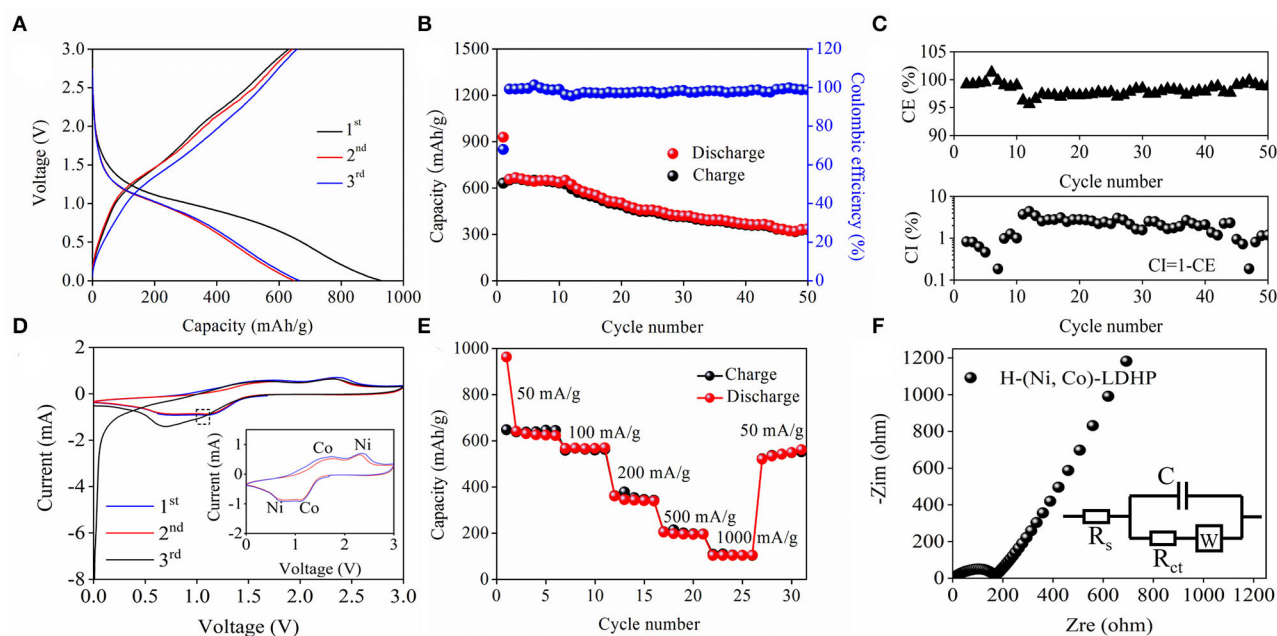 A
3.0
2.5
2.0
1.5
1.0
0.5
0.0
Voltage (V)
1st
2nd
3rd
0 200 400 600 800 1000
Capacity (mAh/g)
B
1500
1200
900
600
300
0
Capacity (mAh/g)
Discharge
Charge
120
100
80
60
40
20
0
Coulombic efficiency (%)
0 10 20 30 40 50
Cycle number
C
105
100
95
90
CE (%)
0 10 20 30 40 50
Cycle number
10
1
0.1
CI (%)
CI=1-CE
0 10 20 30 40 50
Cycle number
D
2
0
-2
-4
-6
-8
Current (mA)
1st
2nd
3rd
1
0
-1
-2
Current (mA)
Co Ni
Ni Co
0 1 2 3
Voltage (V)
0.0 0.5 1.0 1.5 2.0 2.5 3.0
Voltage (V)
E
1000
800
600
400
200
0
Capacity (mAh/g)
Charge
Discharge
50 mA/g
100 mA/g
200 mA/g
500 mA/g
1000 mA/g
50 mA/g
0 5 10 15 20 25 30
Cycle number
F
1200
1000
800
600
400
200
0
-Zim (ohm)
H-(Ni, Co)-LDHP
C
Rs
Rct
W
0 200 400 600 800 1000 1200
Zre (ohm)